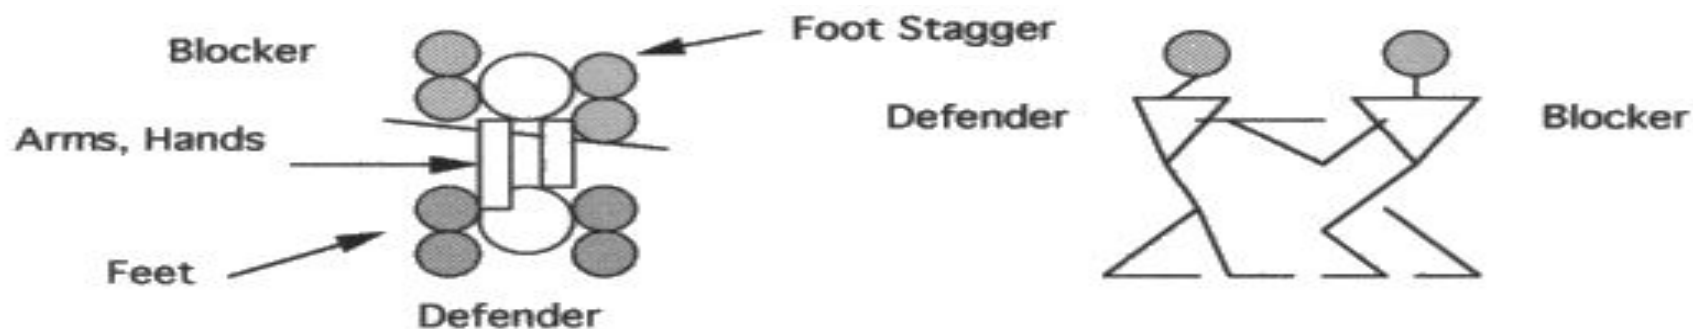 Foot Stagger
Blocker
Arms, Hands
Feet
Defender
Defender
Blocker